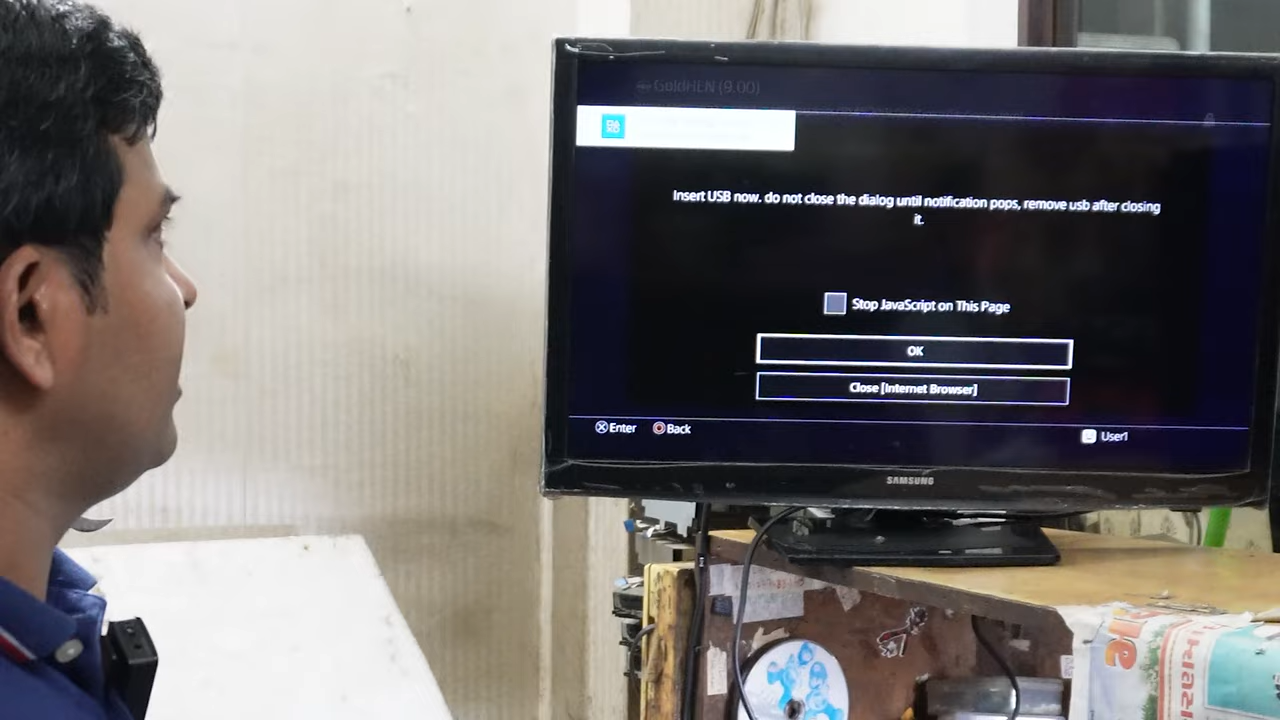 GoldHEN (9.00)
Insert USB now. do not close the dialog until notification pops, remove usb after closing
it.
Stop JavaScript on This Page
OK
Close [Internet Browser]
Enter
Back
User1
SAMSUNG